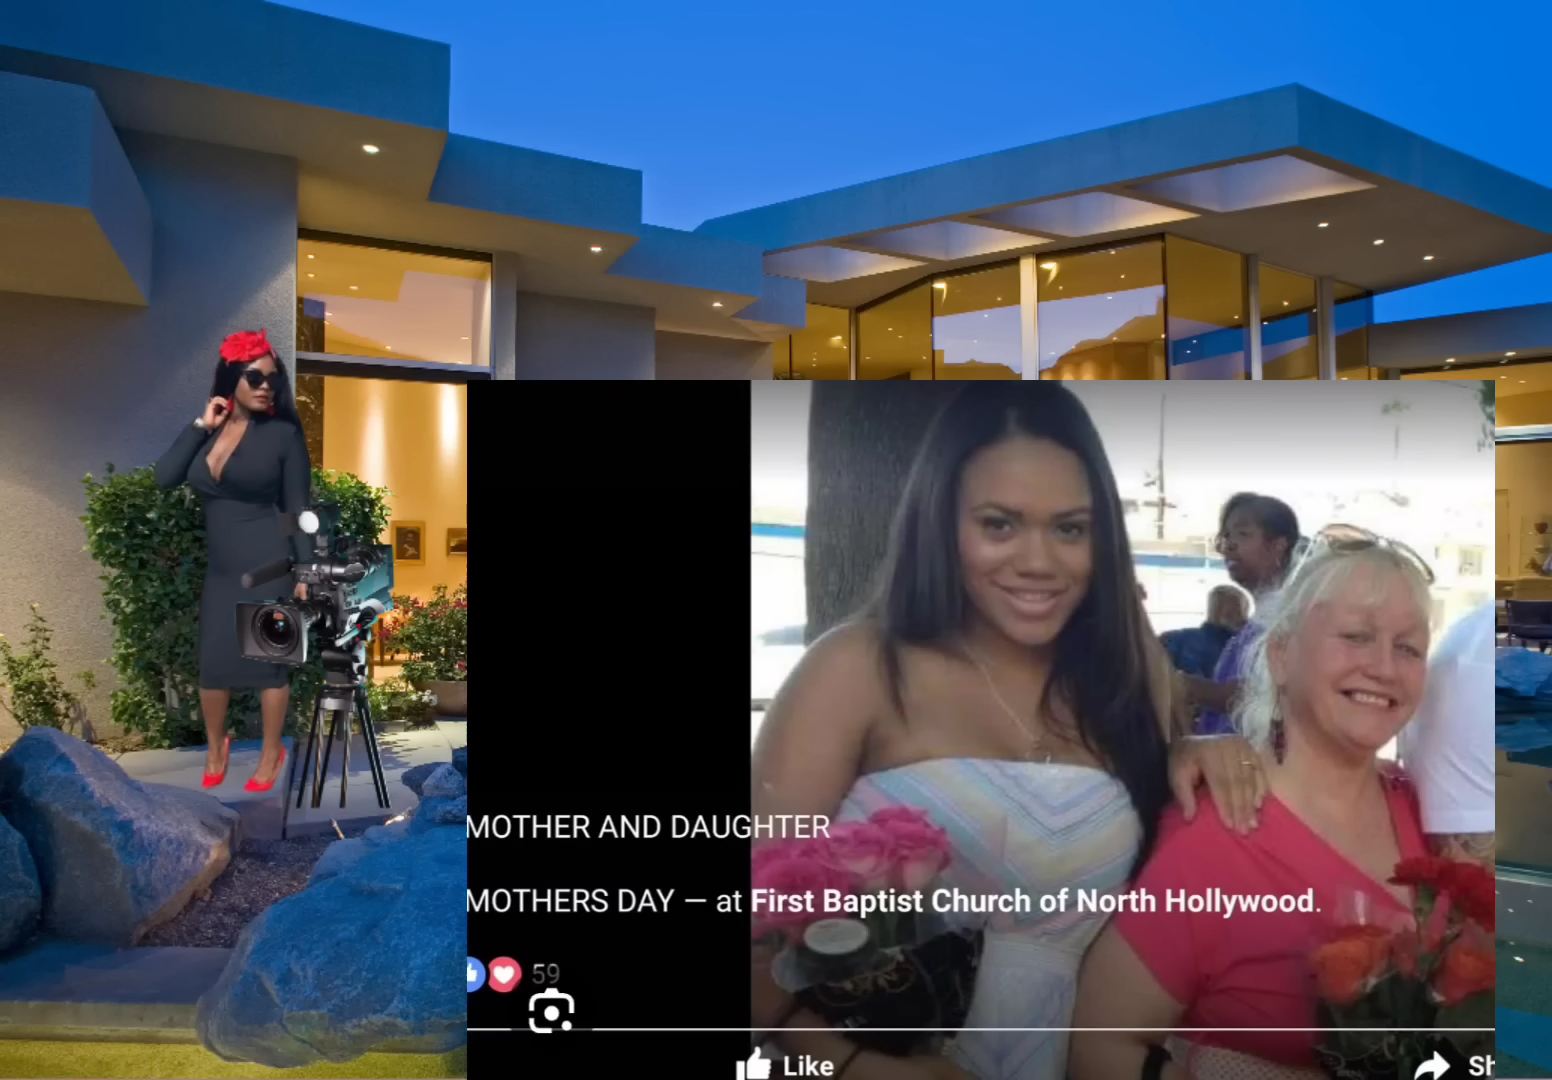 MOTHER AND DAUGHTER
MOTHERS DAY — at First Baptist Church of North Hollywood.
59
Like